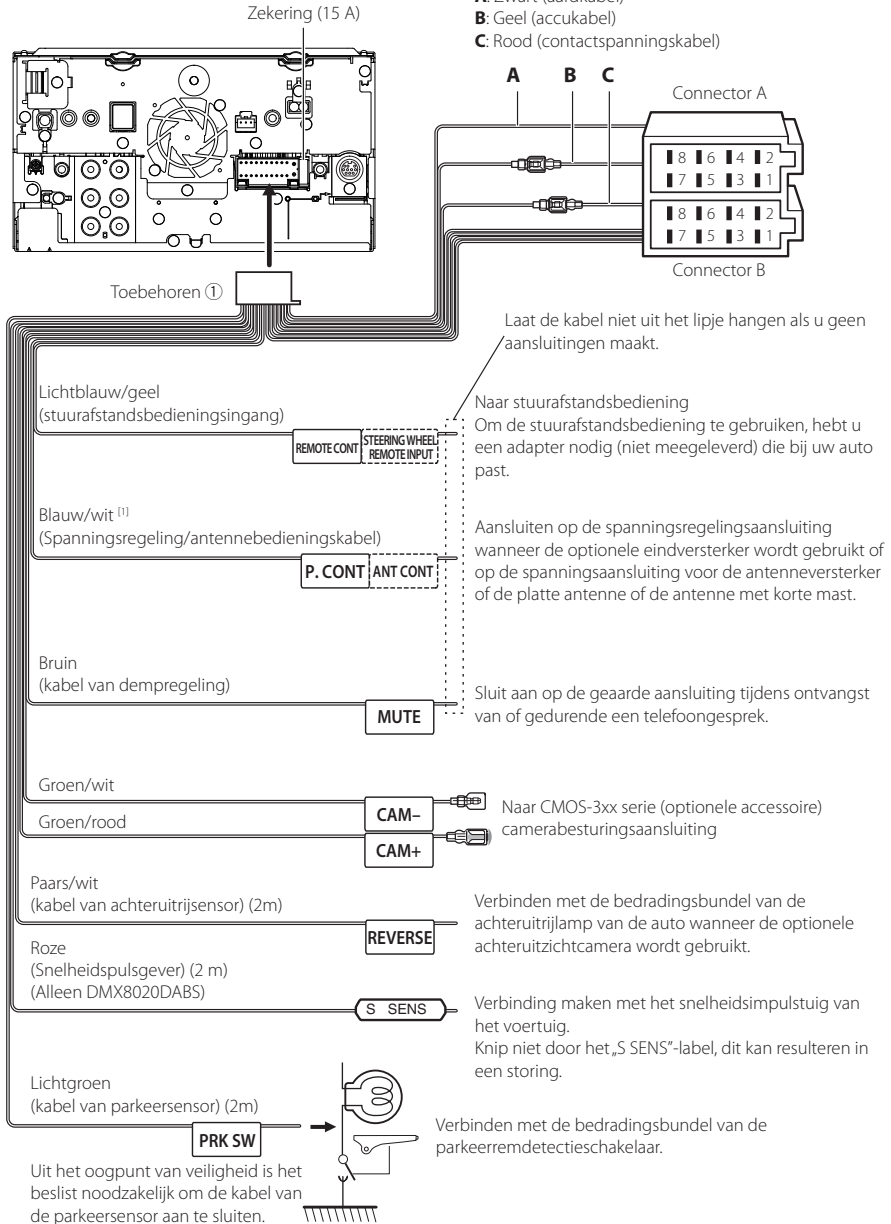 A: Zwart (aardkabel)
Zekering (15 A)
B: Geel (accukabel)
C: Rood (contactspanningskabel)
A B C
Connector A
8 6 4 2
7 5 3 1
8 6 4 2
7 5 3 1
Connector B
Toebehoren ①
Laat de kabel niet uit het lipje hangen als u geen
aansluitingen maakt.
Lichtblauw/geel
(stuurafstandsbedieningsingang)
REMOTE CONT
STEERING WHEEL
REMOTE INPUT
Naar stuurafstandsbediening
Om de stuurafstandsbediening te gebruiken, hebt u
een adapter nodig (niet meegeleverd) die bij uw auto
past.
Blauw/wit [1]
(Spanningsregeling/antennebedieningskabel)
P. CONT ANT CONT
Aansluiten op de spanningsregelingsaansluiting
wanneer de optionele eindversterker wordt gebruikt of
op de spanningsaansluiting voor de antenneversterker
of de platte antenne of de antenne met korte mast.
Bruin
(kabel van dempregeling)
MUTE
Sluit aan op de geaarde aansluiting tijdens ontvangst
van of gedurende een telefoongesprek.
Groen/wit
CAM–
Groen/rood
CAM+
Naar CMOS-3xx serie (optionele accessoire)
camerabesturingsaansluiting
Paars/wit
(kabel van achteruitrijsensor) (2m)
REVERSE
Verbinden met de bedradingsbundel van de
achteruitrijlamp van de auto wanneer de optionele
achteruitzichtcamera wordt gebruikt.
Roze
(Snelheidspulsgever) (2 m)
(Alleen DMX8020DABS)
S SENS
Verbinding maken met het snelheidsimpulstuig van
het voertuig.
Knip niet door het „S SENS”-label, dit kan resulteren in
een storing.
Lichtgroen
(kabel van parkeersensor) (2m)
PRK SW
Verbinden met de bedradingsbundel van de
parkeerremdetectieschakelaar.
Uit het oogpunt van veiligheid is het
beslist noodzakelijk om de kabel van
de parkeersensor aan te sluiten.